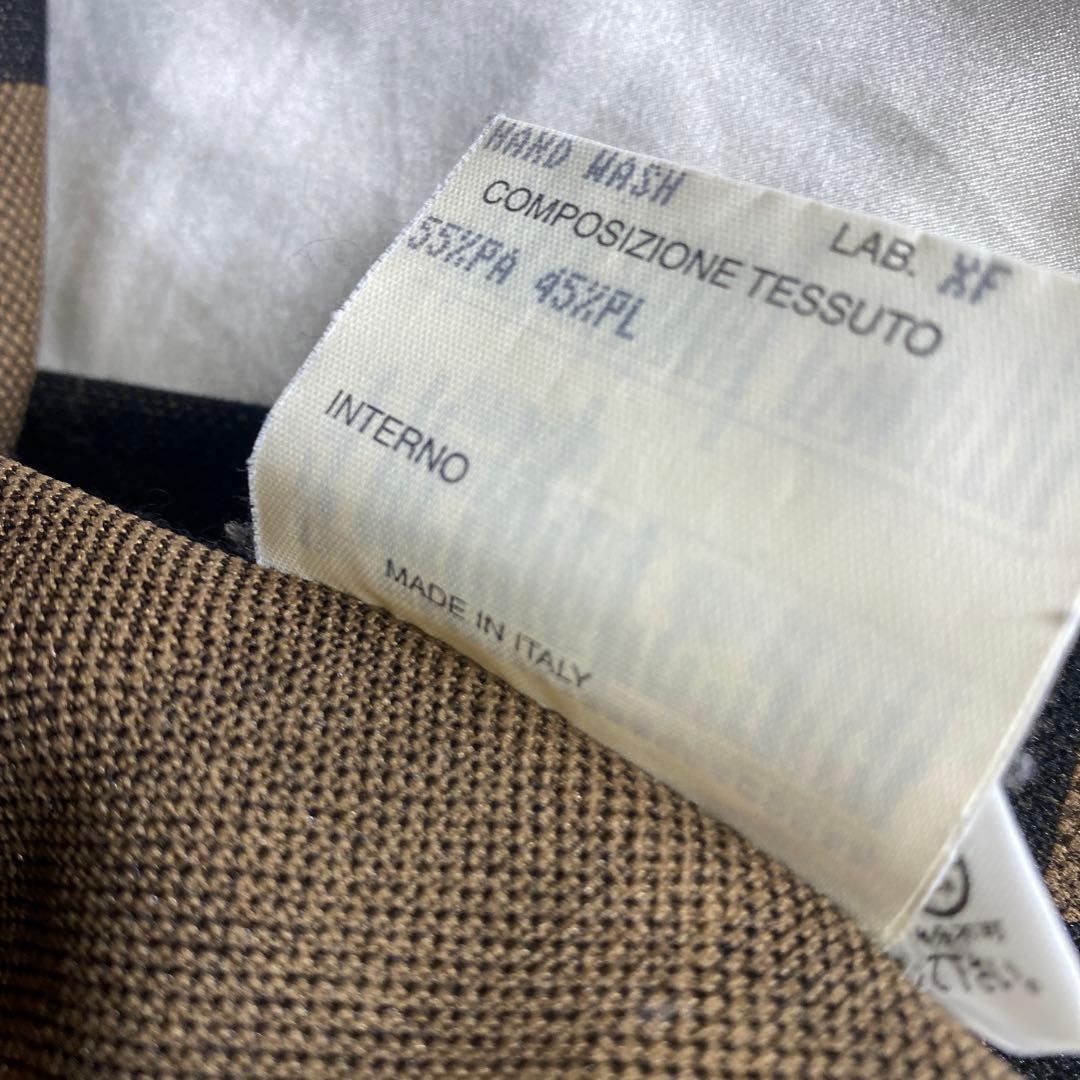 HAND WASH
LAB. XF
COMPOSIZIONE TESSUTO
55%PA 45%PL
INTERNO
MADE IN ITALY